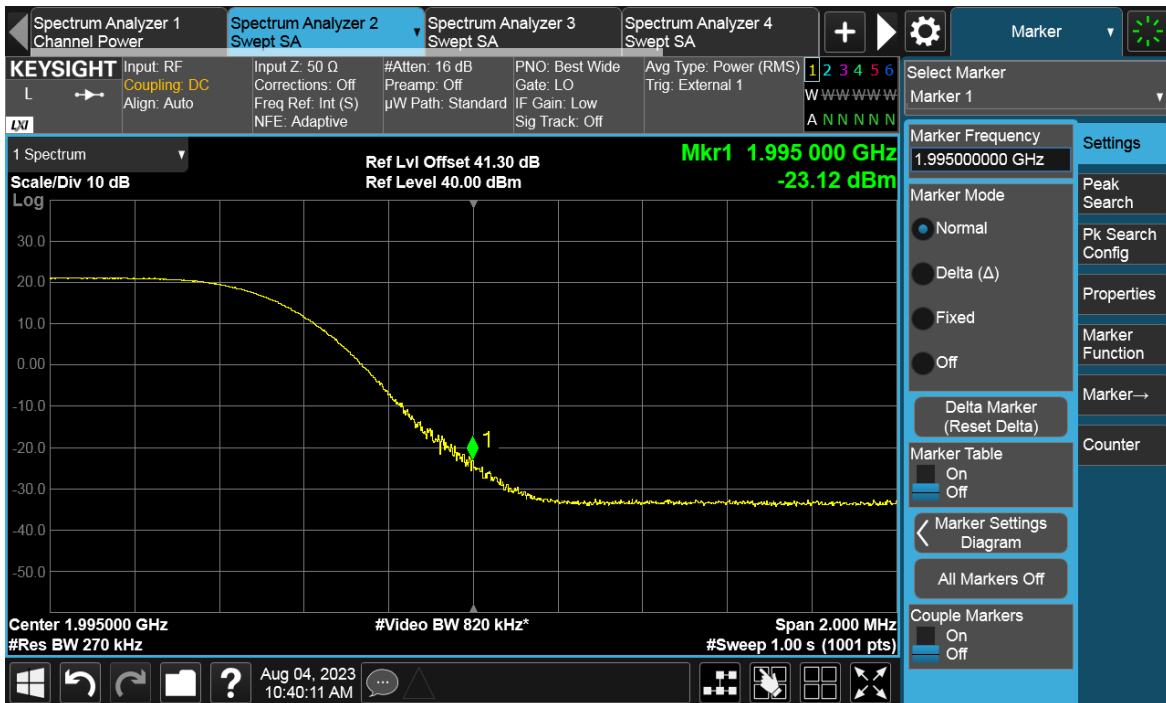 Spectrum Analyzer 1
Channel Power
Spectrum Analyzer 2
Swept SA
Spectrum Analyzer 3
Swept SA
Spectrum Analyzer 4
Swept SA
Marker
KEYSIGHT
L
LXI
Input: RF
Coupling: DC
Align: Auto
Input Z: 50 Ω
Corrections: Off
Freq Ref: Int (S)
NFE: Adaptive
#Atten: 16 dB
Preamp: Off
µW Path: Standard
PNO: Best Wide
Gate: LO
IF Gain: Low
Sig Track: Off
Avg Type: Power (RMS)
Trig: External 1
1 2 3 4 5 6
W W W W W W
A N N N N N
Select Marker
Marker 1
1 Spectrum
Scale/Div 10 dB
Log
Ref Lvl Offset 41.30 dB
Ref Level 40.00 dBm
Mkr1 1.995 000 GHz
-23.12 dBm
30.0
20.0
10.0
0.00
-10.0
-20.0
-30.0
-40.0
-50.0
1
Center 1.995000 GHz
#Res BW 270 kHz
#Video BW 820 kHz*
Span 2.000 MHz
#Sweep 1.00 s (1001 pts)
Marker Frequency
1.995000000 GHz
Marker Mode
Normal
Delta (Δ)
Fixed
Off
Delta Marker
(Reset Delta)
Marker Table
On
Off
Marker Settings
Diagram
All Markers Off
Couple Markers
On
Off
Settings
Peak
Search
Pk Search
Config
Properties
Marker
Function
Marker→
Counter
?
Aug 04, 2023
10:40:11 AM